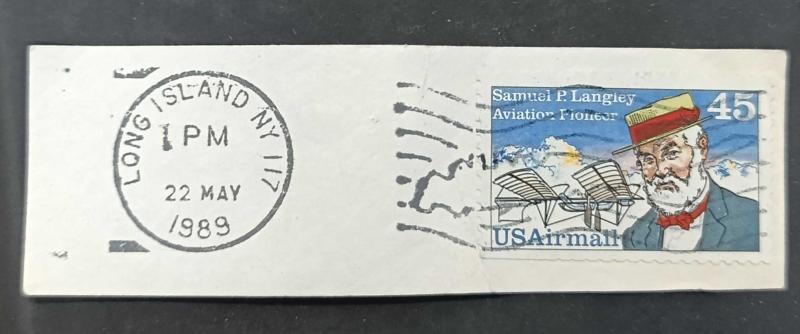 LONG ISLAND NY 117
1 PM
22 MAY
1989
Samuel P. Langley
Aviation Pioneer
45
USAirmail